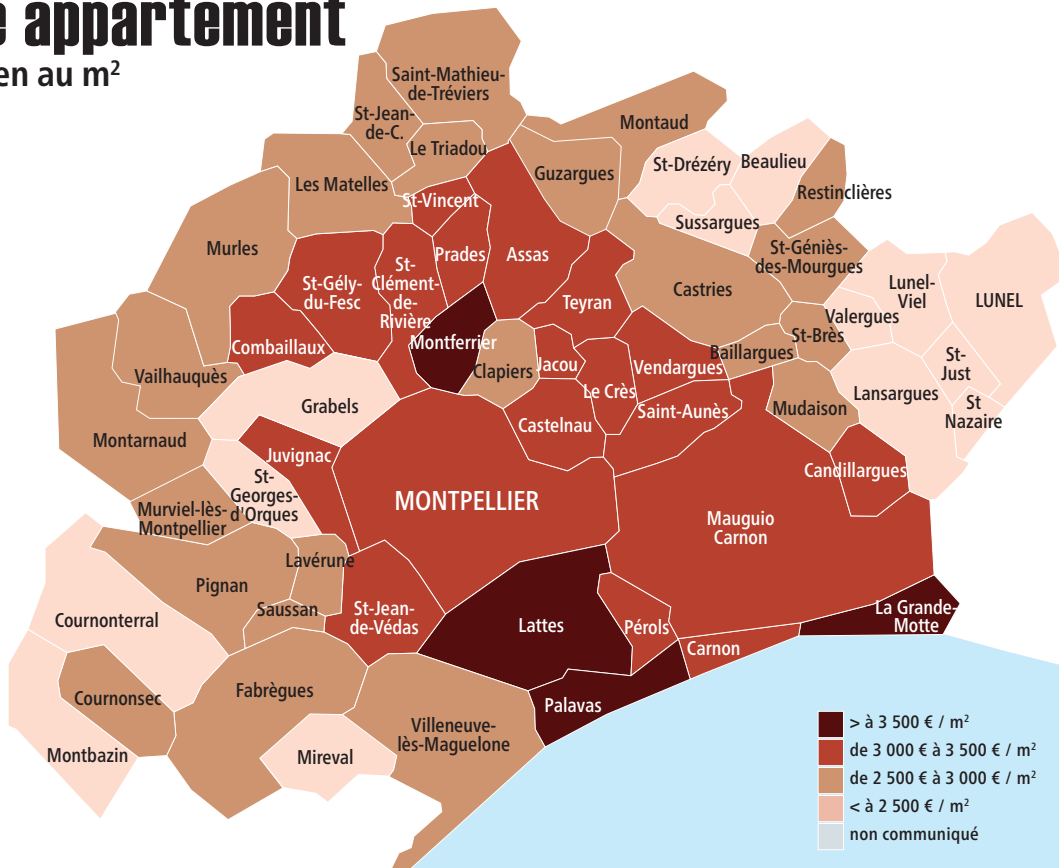 appartement
en au m²
Saint-Mathieu-
de-Tréviers
St-Jean-
de-C.
Le Triadou
Montaud
Guzargues
St-Drézéry
Beaulieu
Restinclières
Sussargues
Les Matelles
St-Vincent
Murles
St-Gély-
du-Fesc
St-
Clément-
de-
Rivière
Prades
Assas
Teyran
Castries
St-Géniès-
des-Mourgues
Lunel-
Viel
LUNEL
Valergues
St-Brès
Baillargues
Combaillaux
Montferrier
Clapiers
Jacou
Le Crès
Vendargues
Vailhauquès
St-
Just
Lansargues
St
Nazaire
Mudaison
Grabels
Castelnau
Saint-Aunès
Montarnaud
Juvignac
Candillargues
St-
Georges-
d'Orques
MONTPELLIER
Murviel-lès-
Montpellier
Mauguio
Carnon
Lavérune
Pignan
Saussan
St-Jean-
de-Védas
Cournonterral
Lattes
Pérols
La Grande-
Motte
Carnon
Cournonsec
Fabrègues
Palavas
Villeneuve-
lès-Maguelone
Montbazin
Mireval
> à 3 500 € / m²
de 3 000 € à 3 500 € / m²
de 2 500 € à 3 000 € / m²
< à 2 500 € / m²
non communiqué